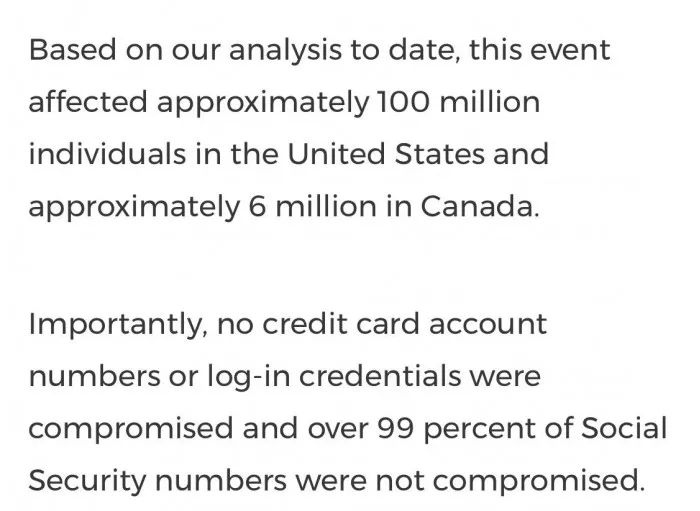 Based on our analysis to date, this event
affected approximately 100 million
individuals in the United States and
approximately 6 million in Canada.
Importantly, no credit card account
numbers or log-in credentials were
compromised and over 99 percent of Social
Security numbers were not compromised.